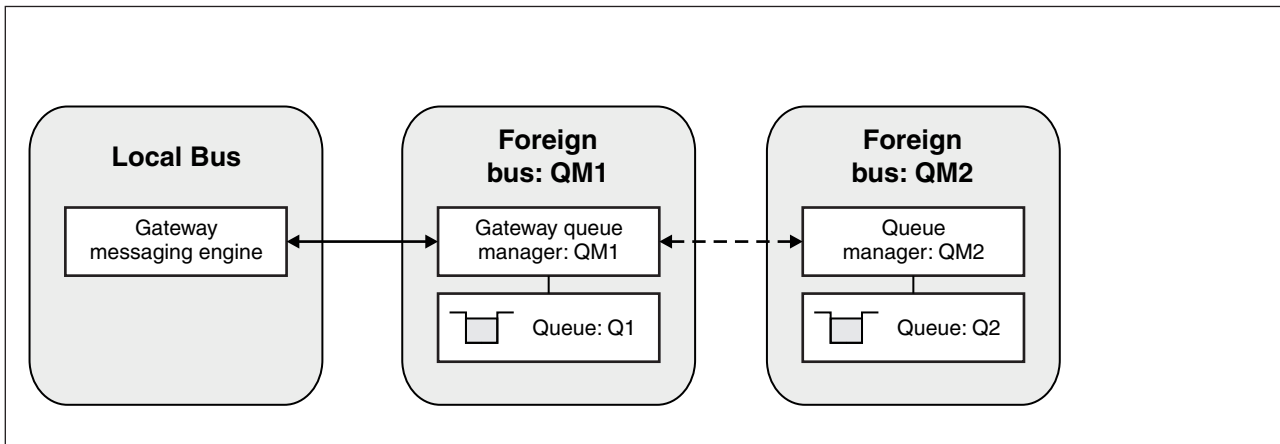 Local Bus
Gateway
messaging engine
Foreign
bus: QM1
Gateway queue
manager: QM1
Queue: Q1
Foreign
bus: QM2
Queue
manager: QM2
Queue: Q2